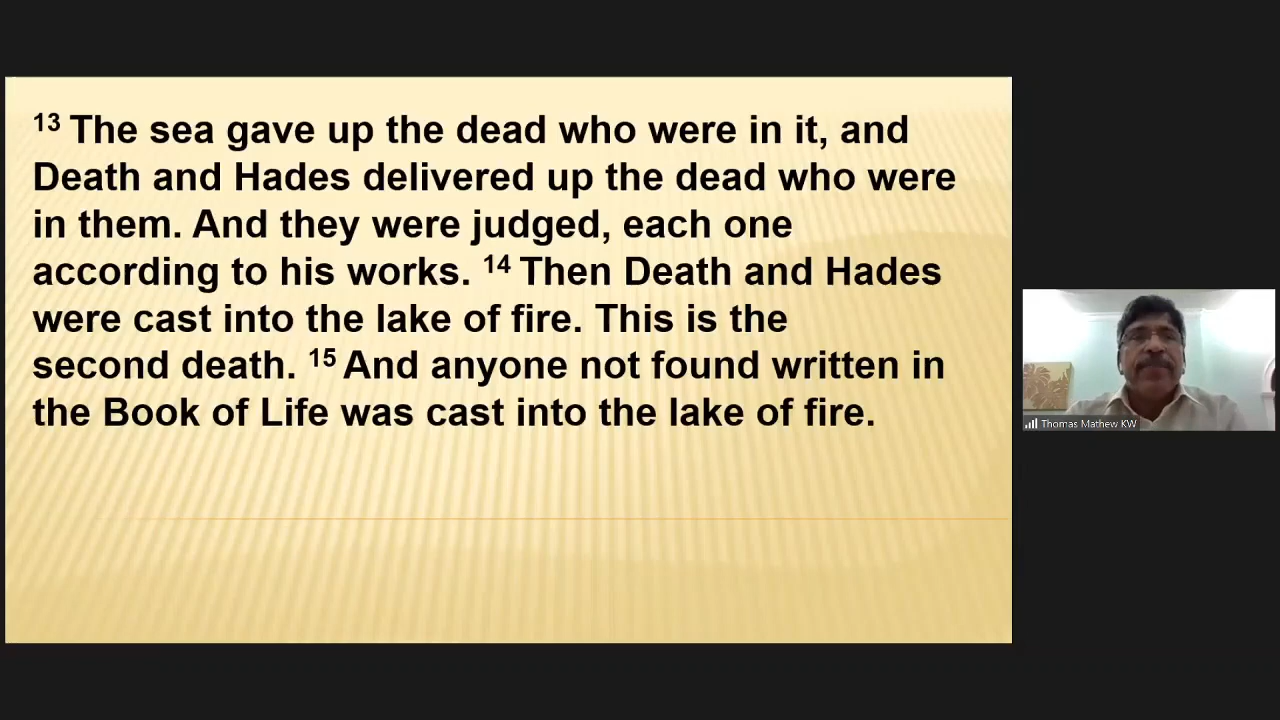 13 The sea gave up the dead who were in it, and
Death and Hades delivered up the dead who were
in them. And they were judged, each one
according to his works. 14 Then Death and Hades
were cast into the lake of fire. This is the
second death. 15 And anyone not found written in
the Book of Life was cast into the lake of fire.
Thomas Mathew KW